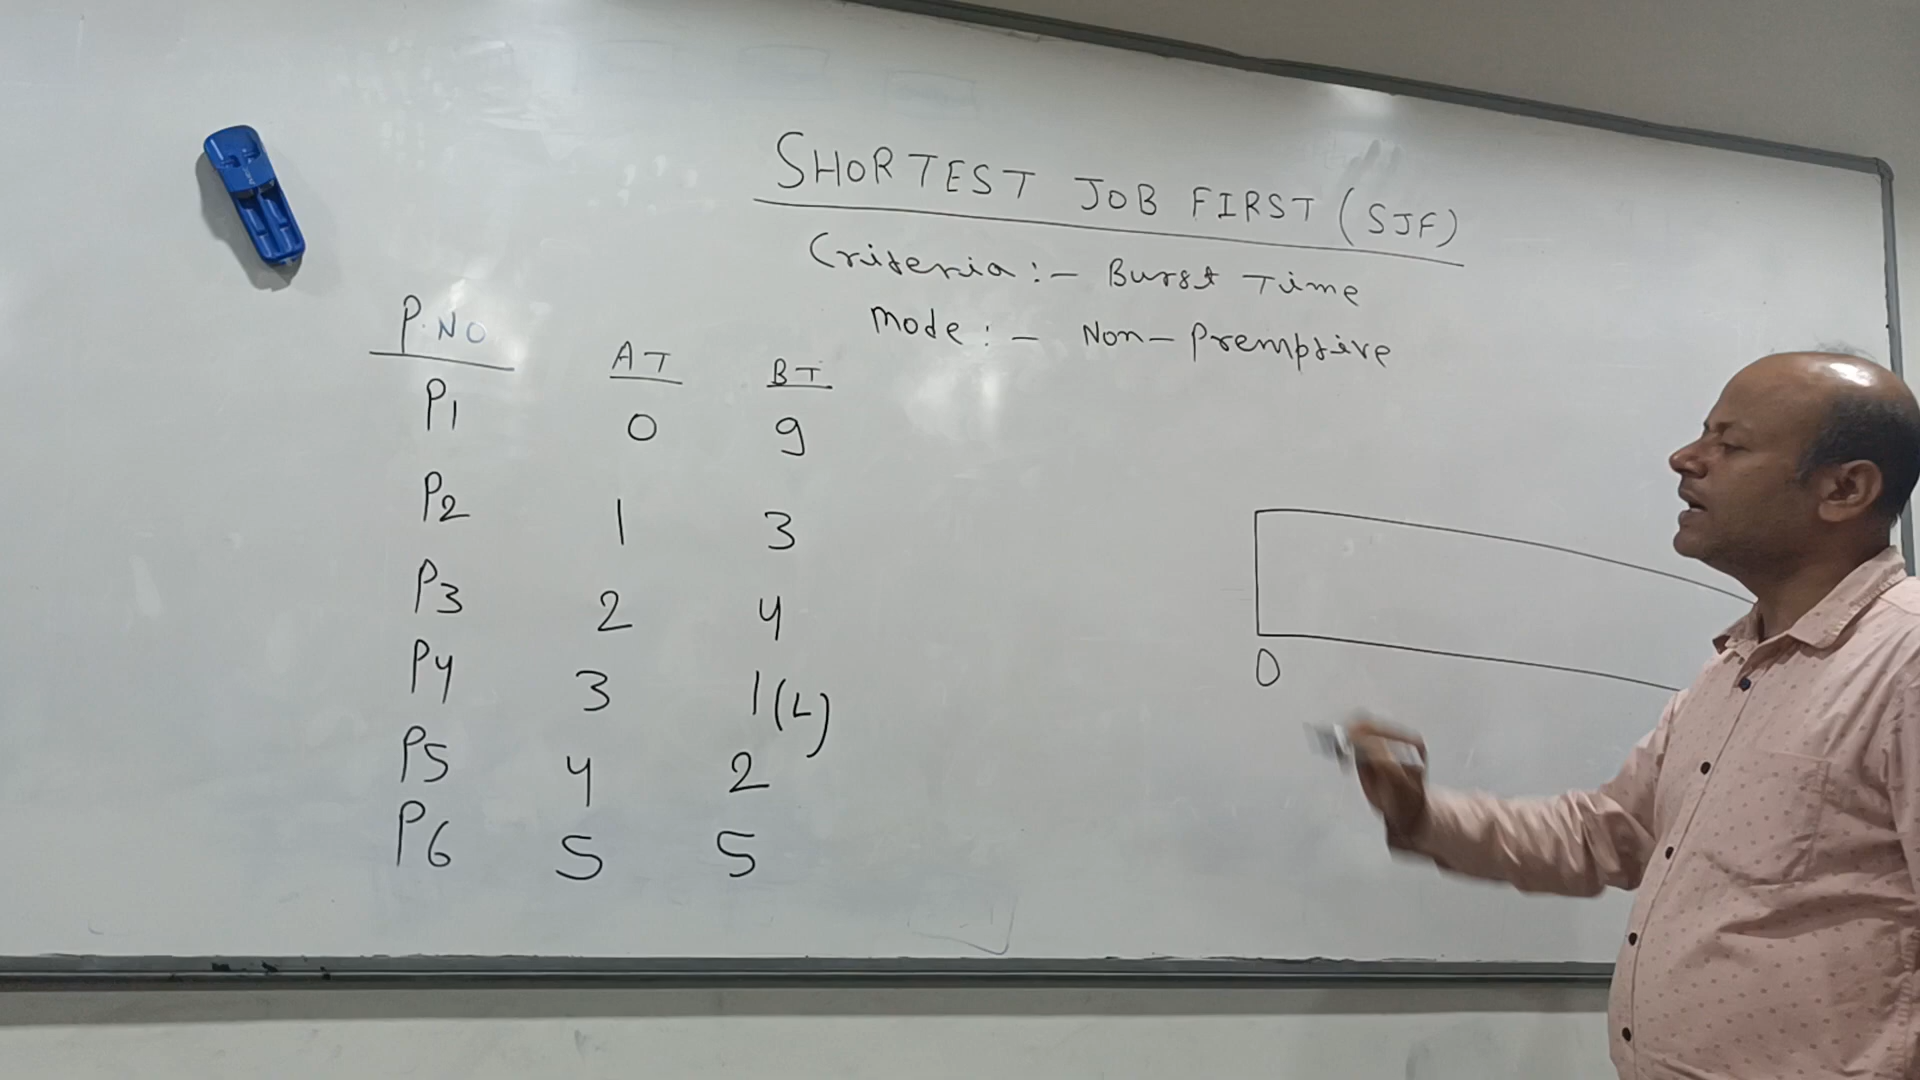 SHORTEST JOB FIRST (SJF)
Criteria :- Burst Time
Mode :- Non-Premptive
P.NO AT BT
P1 0 9
P2 1 3
P3 2 4
P4 3 1(L)
P5 4 2
P6 5 5
0